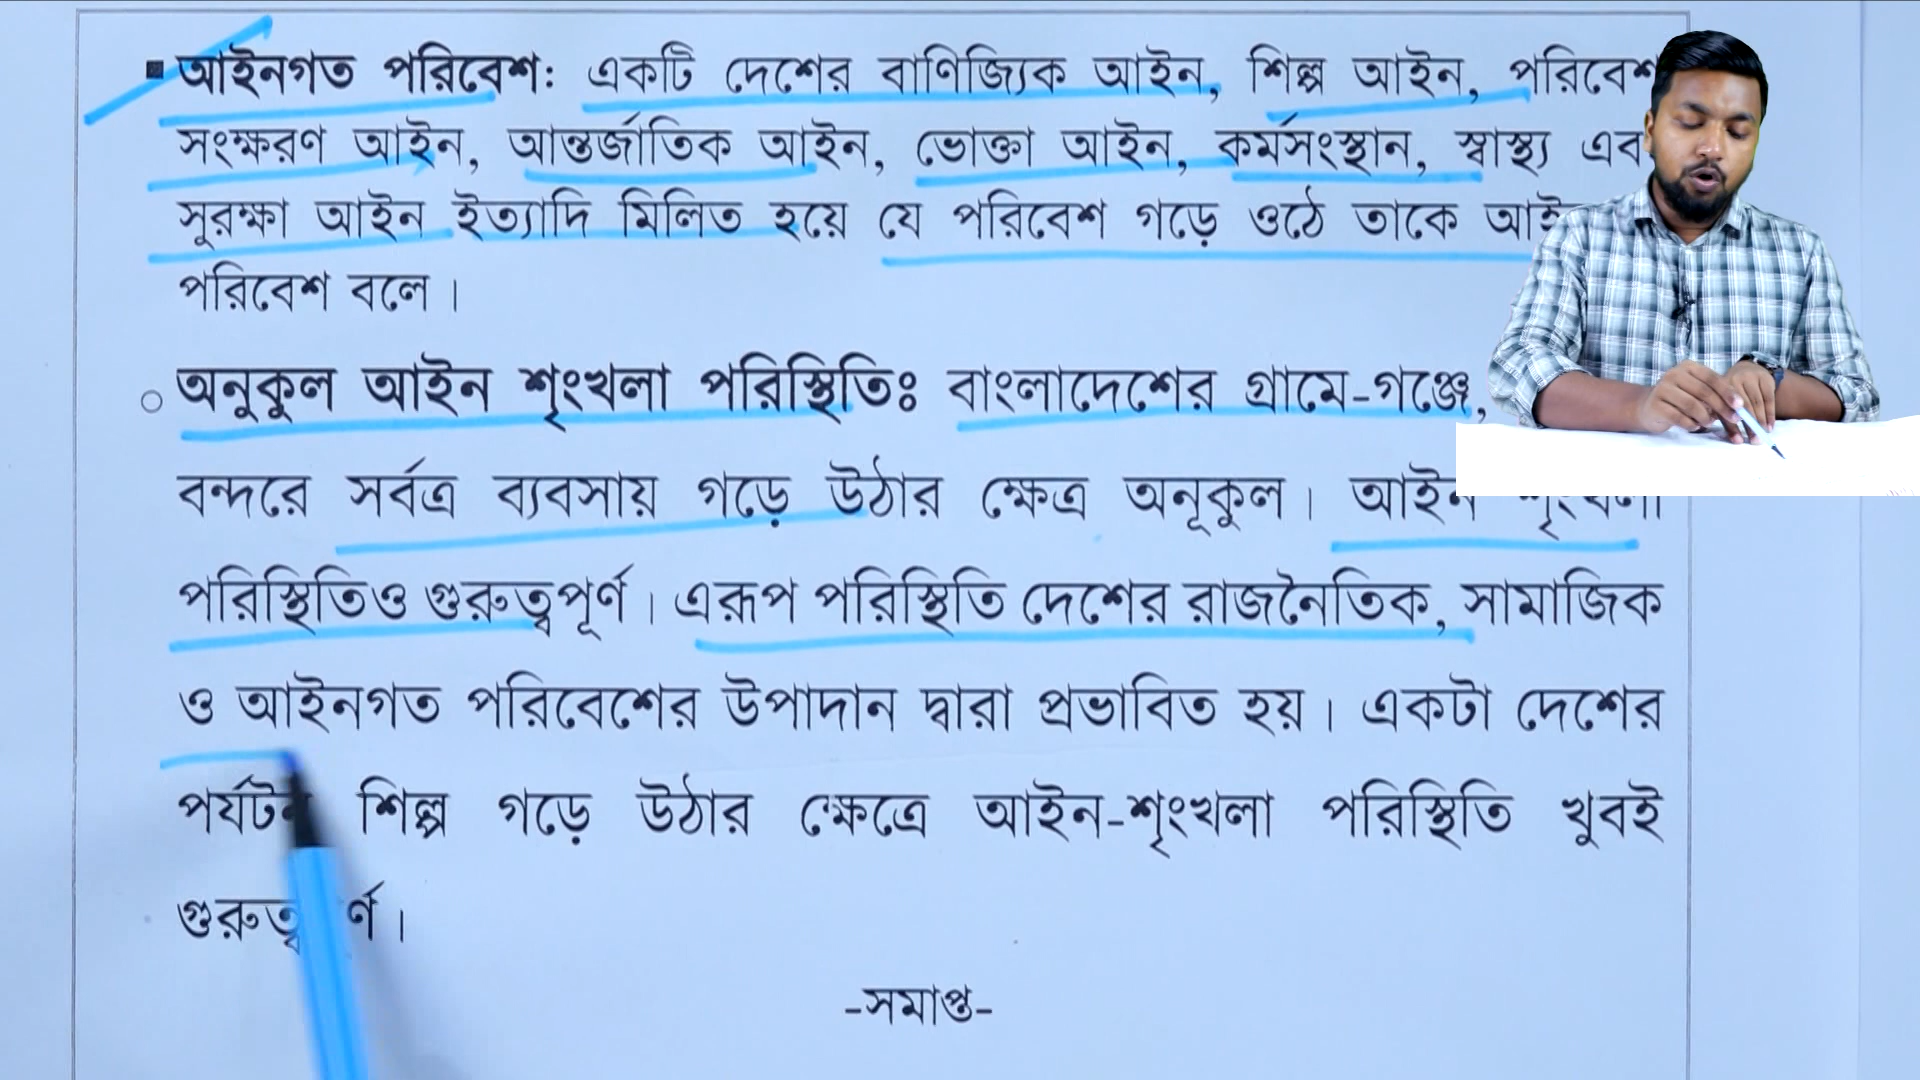 ▪ আইনগত পরিবেশ: একটি দেশের বাণিজ্যিক আইন, শিল্প আইন, পরিবেশ
সংক্ষরণ আইন, আন্তর্জাতিক আইন, ভোক্তা আইন, কর্মসংস্থান, স্বাস্থ্য
সুরক্ষা আইন ইত্যাদি মিলিত হয়ে যে পরিবেশ গড়ে ওঠে তাকে
পরিবেশ বলে।
○ অনুকুল আইন শৃংখলা পরিস্থিতিঃ বাংলাদেশের গ্রামে-গঞ্জে,
বন্দরে সর্বত্র ব্যবসায় গড়ে উঠার ক্ষেত্র অনূকুল। আইন
পরিস্থিতিও গুরুত্বপূর্ণ। এরূপ পরিস্থিতি দেশের রাজনৈতিক, সামাজিক
ও আইনগত পরিবেশের উপাদান দ্বারা প্রভাবিত হয়। একটা দেশের
পর্যটন শিল্প গড়ে উঠার ক্ষেত্রে আইন-শৃংখলা পরিস্থিতি খুবই
-সমাপ্ত-